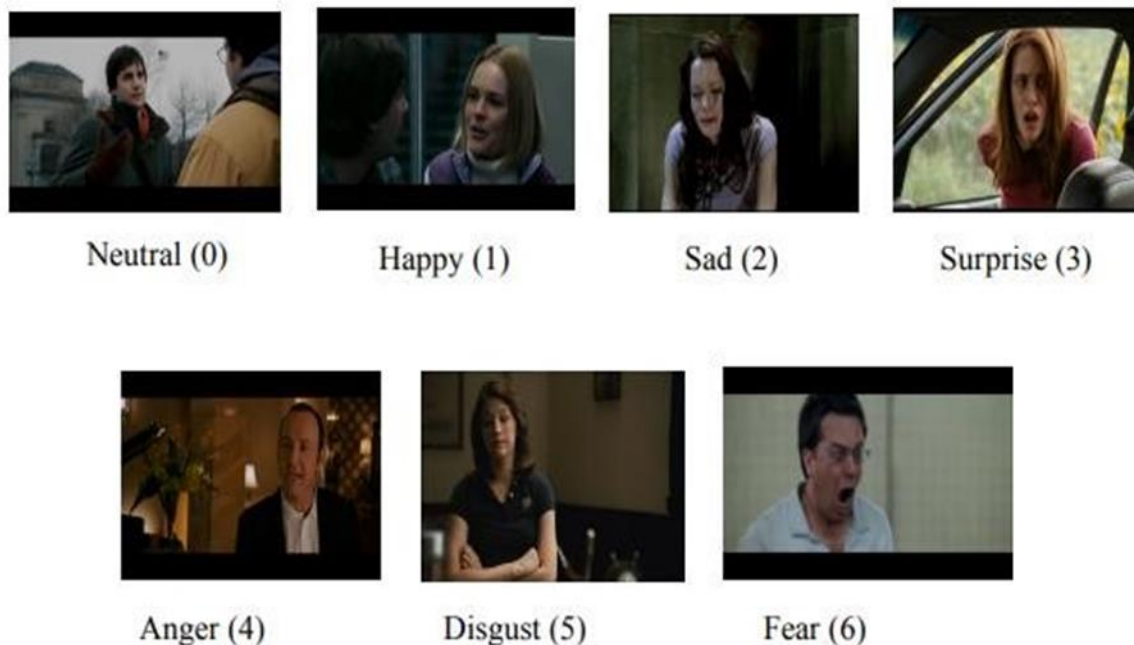 Neutral (0) Happy (1) Sad (2) Surprise (3)
Anger (4) Disgust (5) Fear (6)